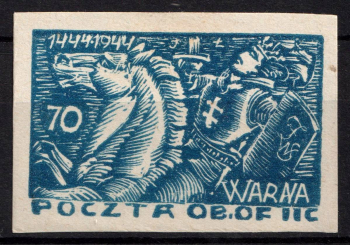 1444-1944
70
WARNA
POCZTA OB. OF IIC